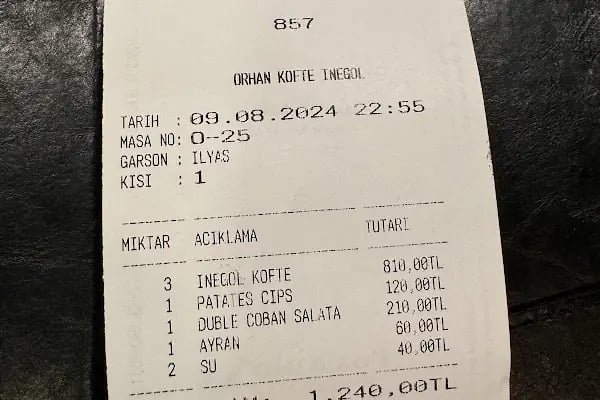 857
ORHAN KOFTE INEGOL
TARIH : 09.08.2024 22:55
MASA NO: O-25
GARSON : ILYAS
KISI : 1
MIKTAR ACIKLAMA TUTARI
3 INEGOL KOFTE 810,00TL
1 PATATES CIPS 120,00TL
1 DUBLE COBAN SALATA 210,00TL
1 AYRAN 60,00TL
2 SU 40,00TL
1.240,00TL